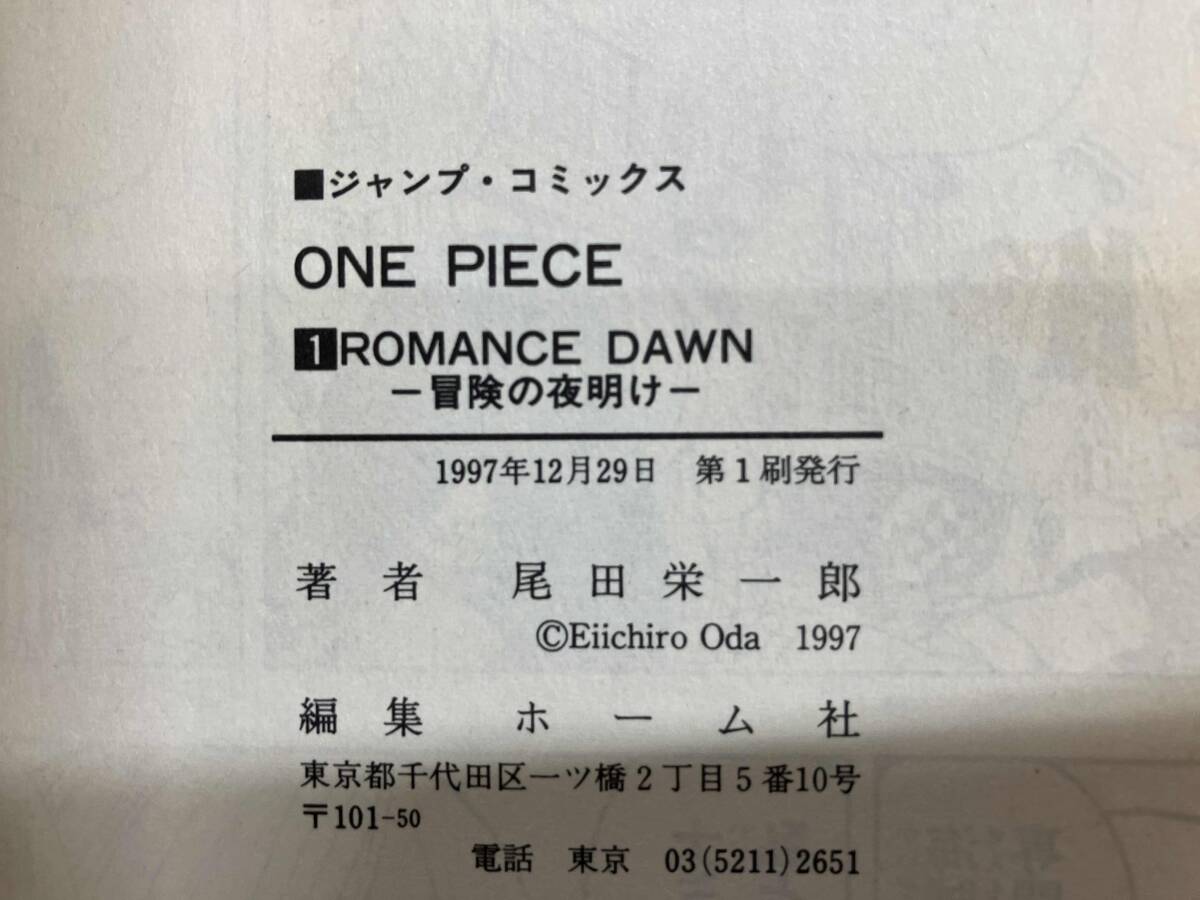 ■ジャンプ・コミックス
ONE PIECE
1 ROMANCE DAWN
－冒険の夜明け－
1997年12月29日　第1刷発行
著者　尾田栄一郎
©Eiichiro Oda 1997
編集　ホーム社
東京都千代田区一ツ橋2丁目5番10号
〒101-50
電話　東京　03(5211)2651